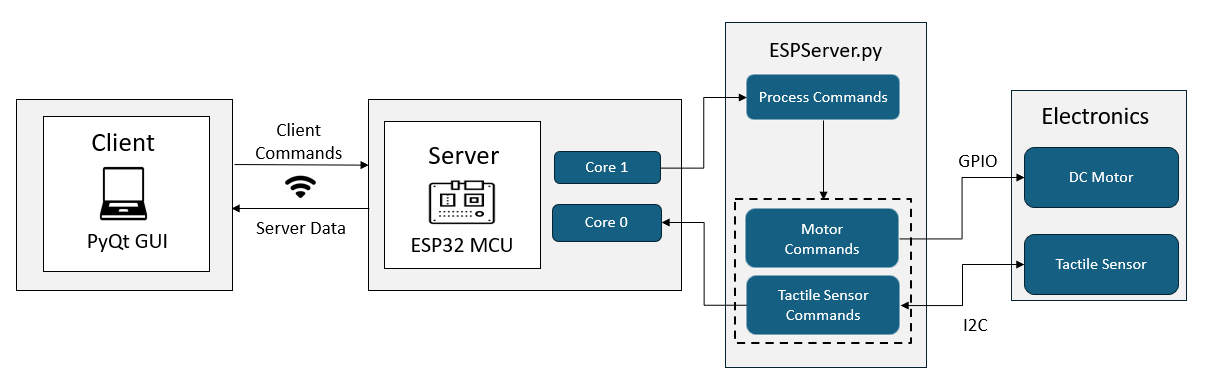 Client
PyQt GUI
Client
Commands
Server Data
Server
ESP32 MCU
Core 1
Core 0
ESPServer.py
Process Commands
Motor
Commands
Tactile Sensor
Commands
GPIO
I2C
Electronics
DC Motor
Tactile Sensor